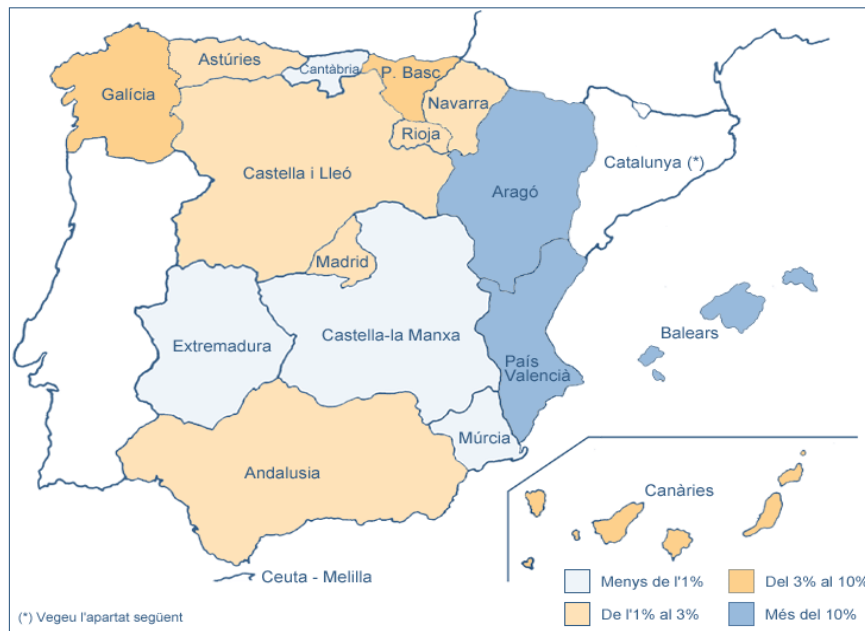 Astúries
Cantàbria
P. Basc
Galícia
Navarra
Rioja
Castella i Lleó
Catalunya (*)
Aragó
Madrid
Castella-la Manxa
Extremadura
Balears
País
Valencià
Múrcia
Andalusia
Canàries
Ceuta - Melilla
Menys de l'1%
Del 3% al 10%
De l'1% al 3%
Més del 10%
(*) Vegeu l'apartat següent